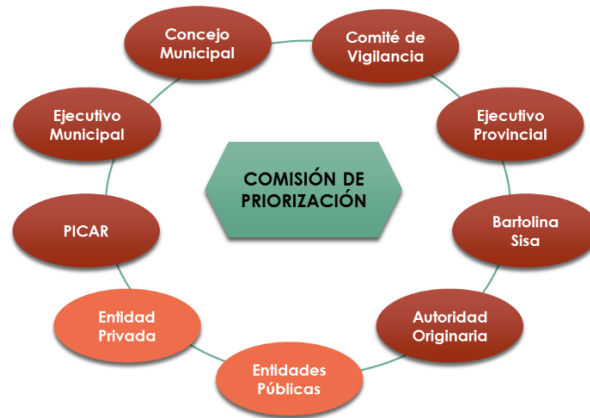 Concejo
Municipal
Comité de
Vigilancia
Ejecutivo
Municipal
Ejecutivo
Provincial
COMISIÓN DE
PRIORIZACIÓN
PICAR
Bartolina
Sisa
Entidad
Privada
Autoridad
Originaria
Entidades
Públicas